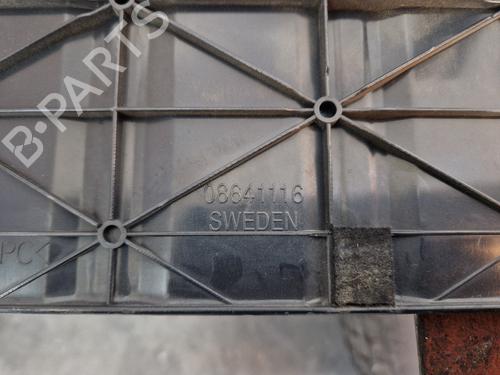 B-PARTS
08641116
SWEDEN
PC<